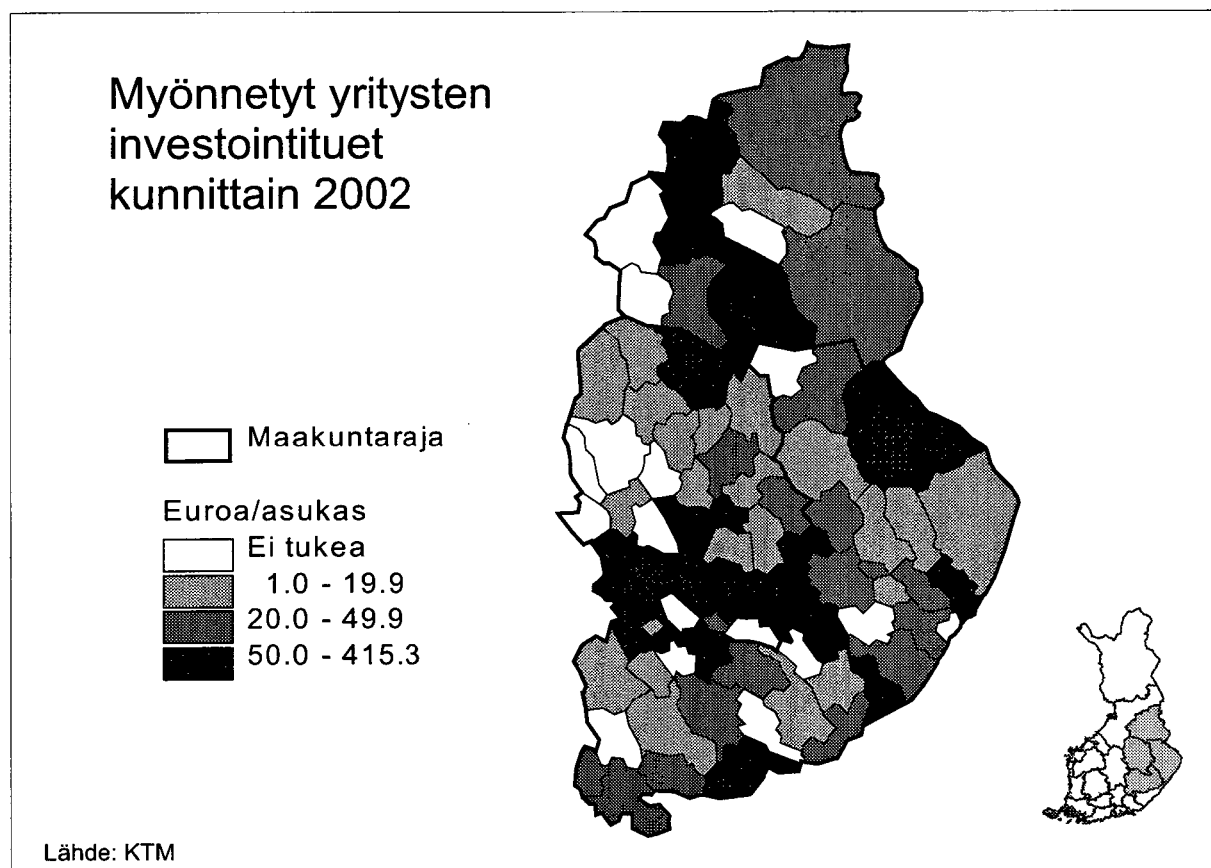 Myönnetyt yritysten
investointituet
kunnittain 2002
Maakuntaraja
Euroa/asukas
Ei tukea
1.0 - 19.9
20.0 - 49.9
50.0 - 415.3
Lähde: KTM